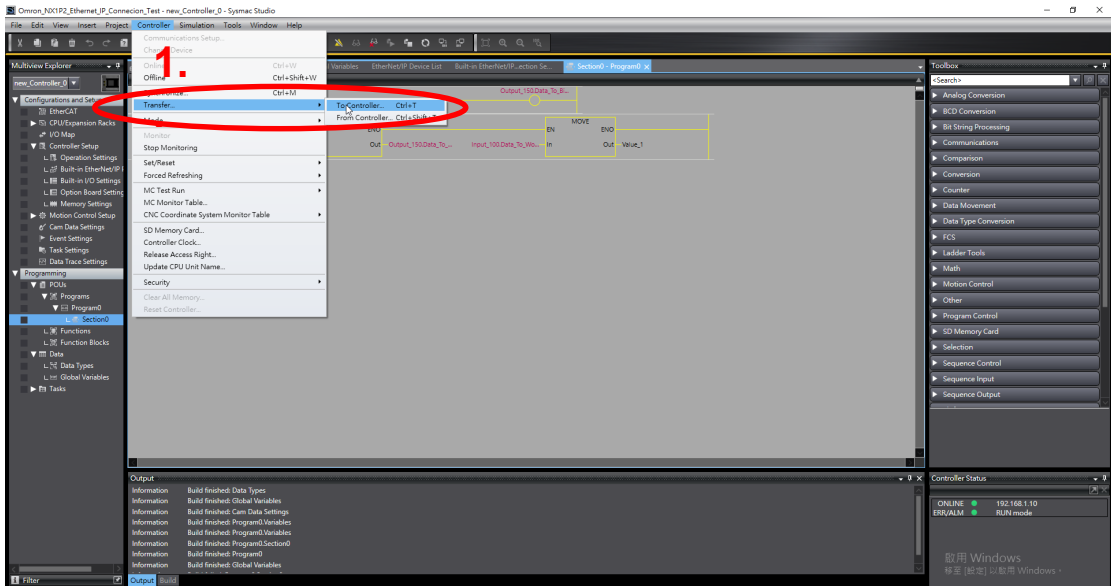 Omron_NX1P2_Ethernet_IP_Connecion_Test - new_Controller_0 - Sysmac Studio
File Edit View Insert Project Controller Simulation Tools Window Help
Multiview Explorer
new_Controller_0
Configurations and Setu
EtherCAT
CPU/Expansion Racks
I/O Map
Controller Setup
Operation Settings
Built-in EtherNet/IP
Built-in I/O Settings
Option Board Setting
Memory Settings
Motion Control Setup
Cam Data Settings
Event Settings
Task Settings
Data Trace Settings
Programming
POUs
Programs
Program0
Section0
Functions
Function Blocks
Data
Data Types
Global Variables
Tasks
Filter
Communications Setup...
Device
Online Ctrl+W
Offline Ctrl+Shift+W
1.
Ctrl+M
Transfer...
To Controller... Ctrl+T
From Controller... Ctrl+Shift+T
Mode
Monitor
Stop Monitoring
Set/Reset
Forced Refreshing
MC Test Run
MC Monitor Table...
CNC Coordinate System Monitor Table
SD Memory Card...
Controller Clock...
Release Access Right...
Update CPU Unit Name...
Security
Clear All Memory...
Reset Controller...
Variables EtherNet/IP Device List Built-in EtherNet/IP...ection Se... Section0 - Program0
Output_150.Data_To_B...
MOVE
ENO EN ENO
Out Output_150.Data_To_... Input_100.Data_To_Wo... In Out Value_1
Toolbox
<Search>
Analog Conversion
BCD Conversion
Bit String Processing
Communications
Comparison
Conversion
Counter
Data Movement
Data Type Conversion
FCS
Ladder Tools
Math
Motion Control
Other
Program Control
SD Memory Card
Selection
Sequence Control
Sequence Input
Sequence Output
Output
Information Build finished: Data Types
Information Build finished: Global Variables
Information Build finished: Cam Data Settings
Information Build finished: Program0.Variables
Information Build finished: Program0.Variables
Information Build finished: Program0.Section0
Information Build finished: Program0
Information Build finished: Global Variables
Output Build
Controller Status
ONLINE 192.168.1.10
ERR/ALM RUN mode
啟用 Windows
移至 [設定] 以啟用 Windows。